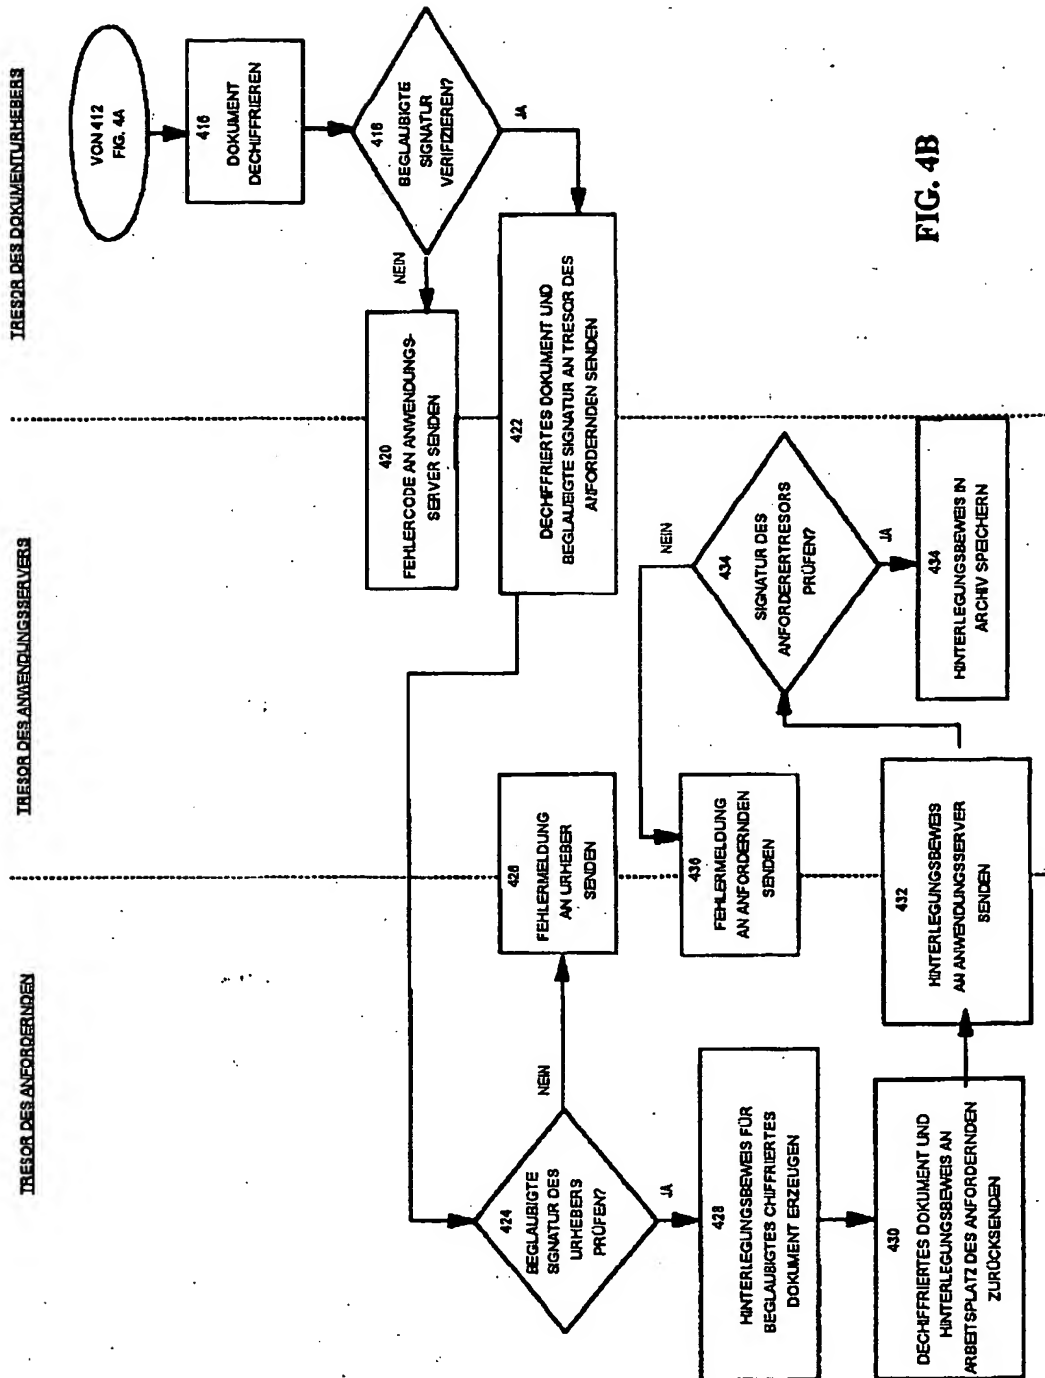 TRESOR DES ANFORDERNDEN
TRESOR DES ANWENDUNGSSERVERS
TRESOR DES DOKUMENTURHEBERS
VON 412
FIG. 4A
416
DOKUMENT
DECHIFFRIEREN
418
BEGLAUBIGTE
SIGNATUR
VERIFIZIEREN?
NEIN
JA
420
FEHLERCODE AN ANWENDUNGS-
SERVER SENDEN
422
DECHIFFRIERTES DOKUMENT UND
BEGLAUBIGTE SIGNATUR AN TRESOR DES
ANFORDERNDEN SENDEN
424
BEGLAUBIGTE
SIGNATUR DES
URHEBERS
PRÜFEN?
NEIN
JA
426
FEHLERMELDUNG
AN URHEBER
SENDEN
428
HINTERLEGUNGSBEWEIS FÜR
BEGLAUBIGTES CHIFFRIERTES
DOKUMENT ERZEUGEN
430
DECHIFFRIERTES DOKUMENT UND
HINTERLEGUNGSBEWEIS AN
ARBEITSPLATZ DES ANFORDERNDEN
ZURÜCKSENDEN
432
HINTERLEGUNGSBEWEIS
AN ANWENDUNGSSERVER
SENDEN
434
SIGNATUR DES
ANFORDERERTRESORS
PRÜFEN?
NEIN
JA
436
FEHLERMELDUNG
AN ANFORDERNDEN
SENDEN
434
HINTERLEGUNGSBEWEIS IN
ARCHIV SPEICHERN
FIG. 4B